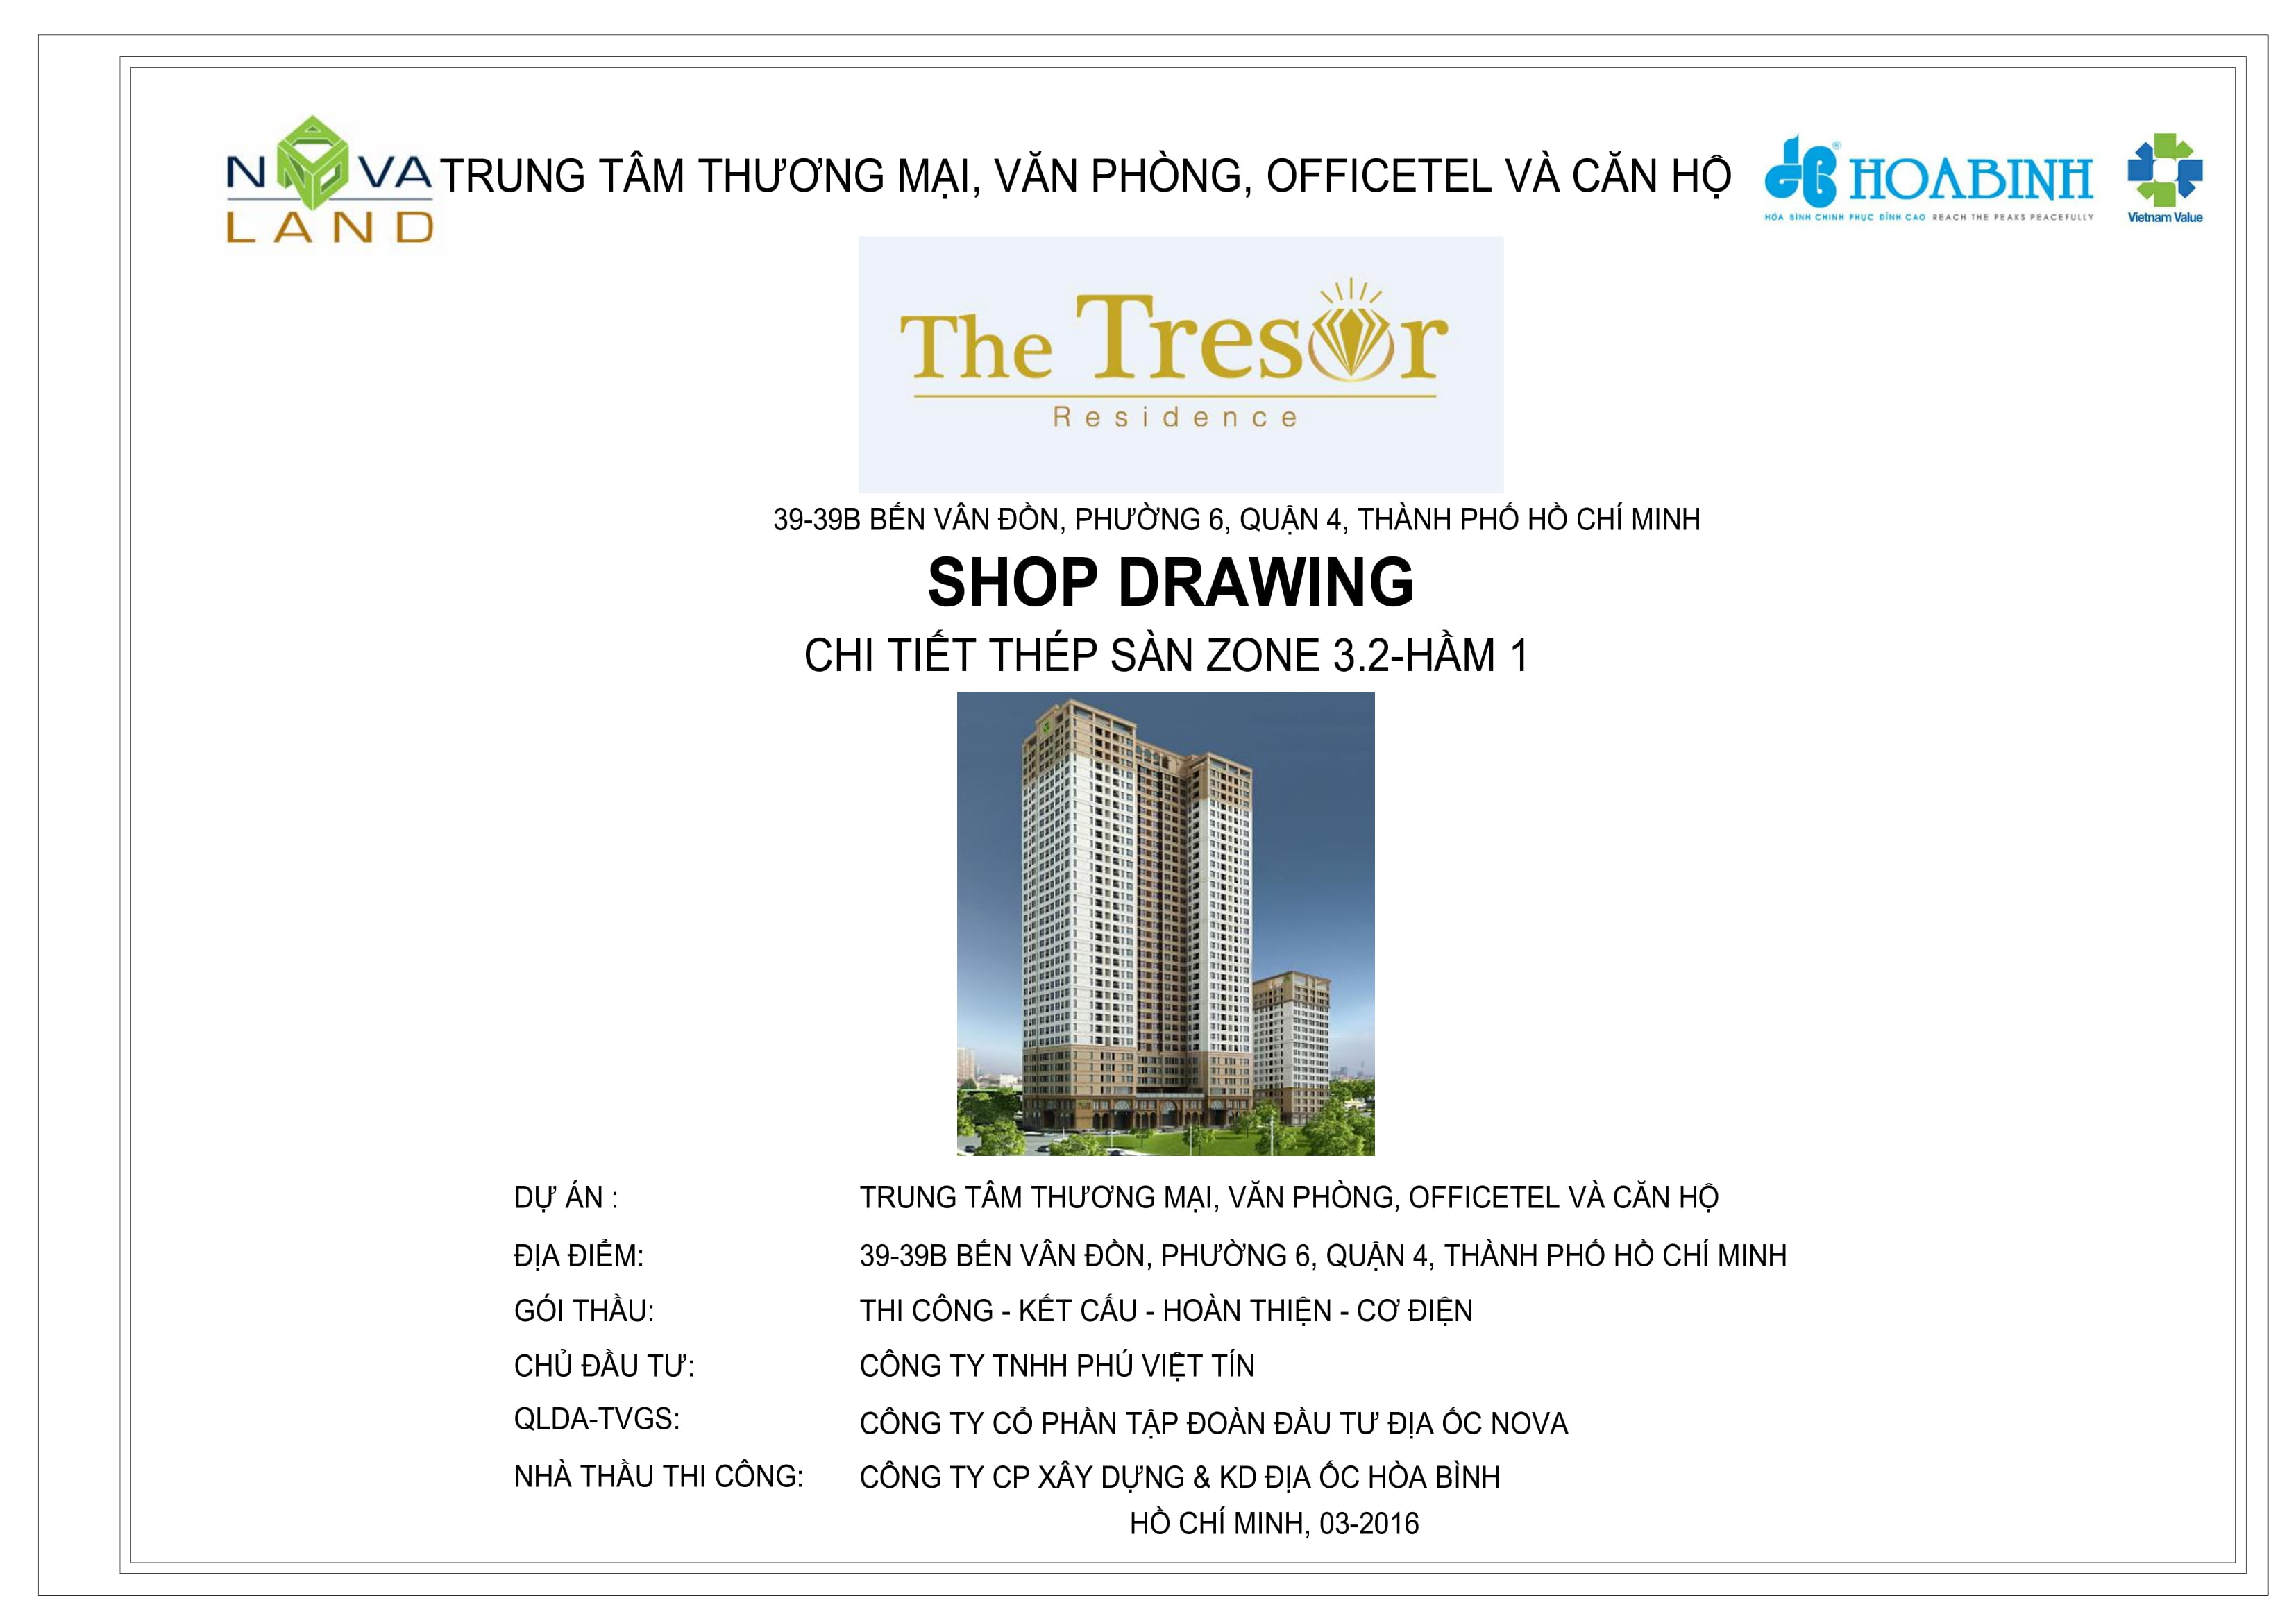 NOVA
LAND
TRUNG TÂM THƯƠNG MẠI, VĂN PHÒNG, OFFICETEL VÀ CĂN HỘ
HOABINH
HÒA BÌNH CHINH PHỤC ĐỈNH CAO REACH THE PEAKS PEACEFULLY
Vietnam Value
The Tresor
Residence
39-39B BẾN VÂN ĐỒN, PHƯỜNG 6, QUẬN 4, THÀNH PHỐ HỒ CHÍ MINH
SHOP DRAWING
CHI TIẾT THÉP SÀN ZONE 3.2-HẦM 1
DỰ ÁN : TRUNG TÂM THƯƠNG MẠI, VĂN PHÒNG, OFFICETEL VÀ CĂN HỘ
ĐỊA ĐIỂM: 39-39B BẾN VÂN ĐỒN, PHƯỜNG 6, QUẬN 4, THÀNH PHỐ HỒ CHÍ MINH
GÓI THẦU: THI CÔNG - KẾT CẤU - HOÀN THIỆN - CƠ ĐIỆN
CHỦ ĐẦU TƯ: CÔNG TY TNHH PHÚ VIỆT TÍN
QLDA-TVGS: CÔNG TY CỔ PHẦN TẬP ĐOÀN ĐẦU TƯ ĐỊA ỐC NOVA
NHÀ THẦU THI CÔNG: CÔNG TY CP XÂY DỰNG & KD ĐỊA ỐC HÒA BÌNH
HỒ CHÍ MINH, 03-2016